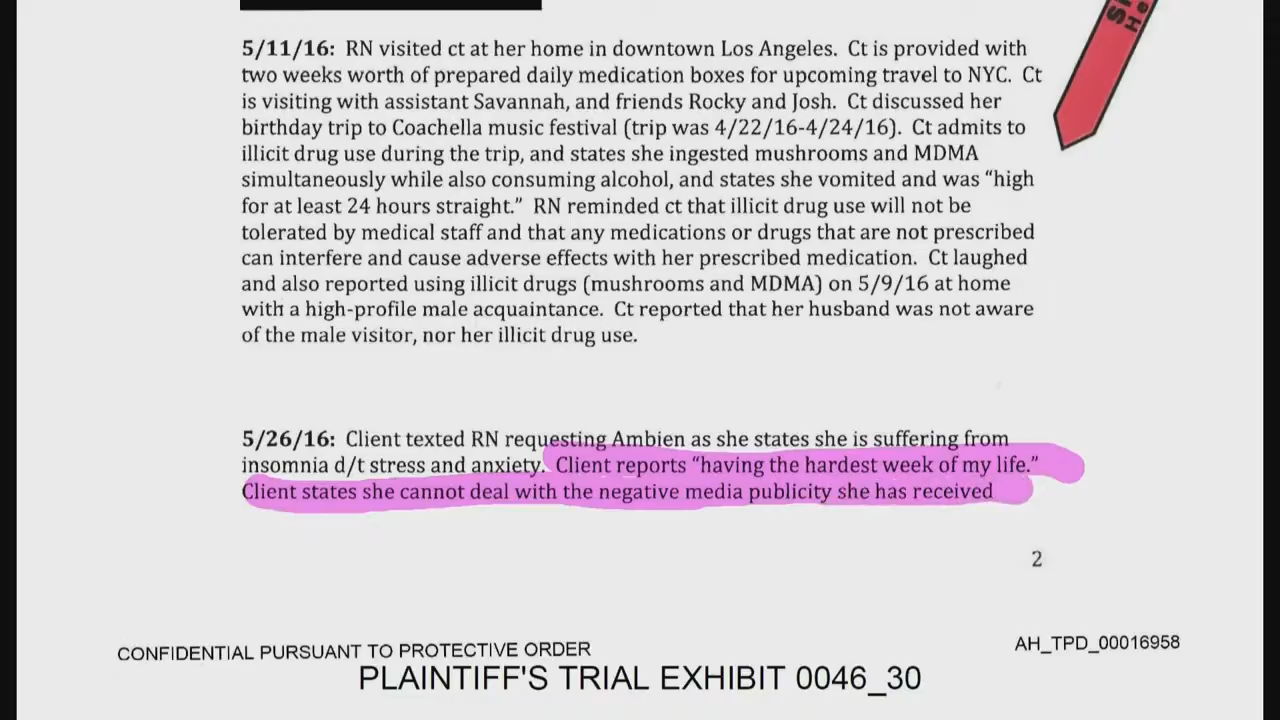 5/11/16: RN visited ct at her home in downtown Los Angeles. Ct is provided with
two weeks worth of prepared daily medication boxes for upcoming travel to NYC. Ct
is visiting with assistant Savannah, and friends Rocky and Josh. Ct discussed her
birthday trip to Coachella music festival (trip was 4/22/16-4/24/16). Ct admits to
illicit drug use during the trip, and states she ingested mushrooms and MDMA
simultaneously while also consuming alcohol, and states she vomited and was “high
for at least 24 hours straight.” RN reminded ct that illicit drug use will not be
tolerated by medical staff and that any medications or drugs that are not prescribed
can interfere and cause adverse effects with her prescribed medication. Ct laughed
and also reported using illicit drugs (mushrooms and MDMA) on 5/9/16 at home
with a high-profile male acquaintance. Ct reported that her husband was not aware
of the male visitor, nor her illicit drug use.
5/26/16: Client texted RN requesting Ambien as she states she is suffering from
insomnia d/t stress and anxiety. Client reports “having the hardest week of my life.”
Client states she cannot deal with the negative media publicity she has received
2
CONFIDENTIAL PURSUANT TO PROTECTIVE ORDER
AH_TPD_00016958
PLAINTIFF'S TRIAL EXHIBIT 0046_30